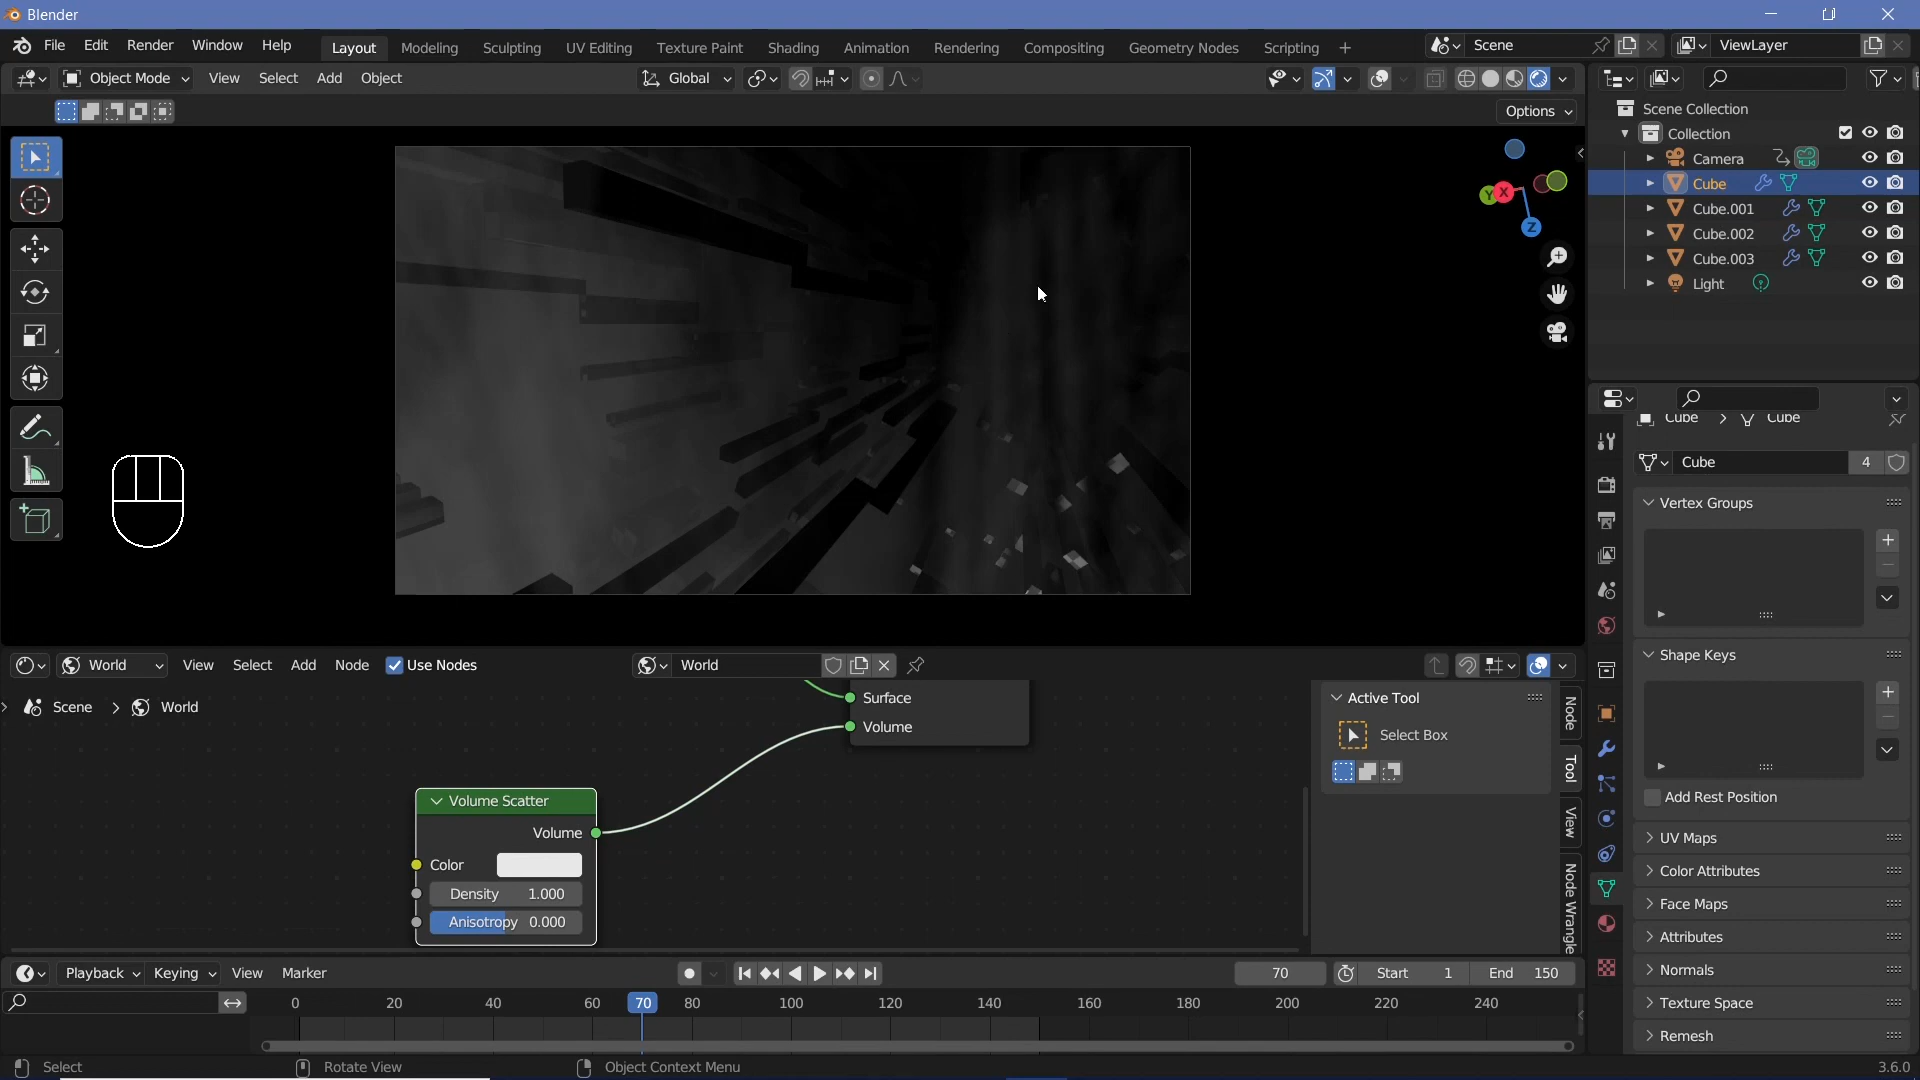 Blender
File Edit Render Window Help Layout Modeling Sculpting UV Editing Texture Paint Shading Animation Rendering Compositing Geometry Nodes Scripting + Scene ViewLayer
Object Mode View Select Add Object Global
Options
Scene Collection
Collection
Camera
Cube
Cube.001
Cube.002
Cube.003
Light
Y X
Z
Cube > Cube
Cube 4
Vertex Groups
Shape Keys
Add Rest Position
UV Maps
Color Attributes
Face Maps
Attributes
Normals
Texture Space
Remesh
World View Select Add Node Use Nodes World
Scene > World
Surface
Volume
Volume Scatter
Volume
Color
Density 1.000
Anisotropy 0.000
Active Tool
Select Box
Node
Tool
View
Node Wrangle
Playback Keying View Marker 70 Start 1 End 150
0 20 40 60 70 80 100 120 140 160 180 200 220 240
Select Rotate View Object Context Menu 3.6.0